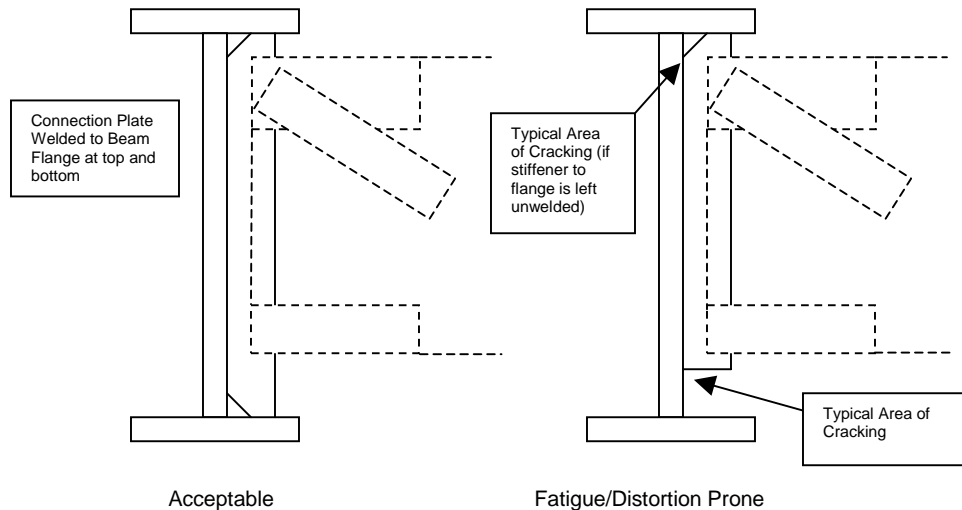 Connection Plate
Welded to Beam
Flange at top and
bottom
Typical Area
of Cracking (if
stiffener to
flange is left
unwelded)
Typical Area of
Cracking
Acceptable
Fatigue/Distortion Prone